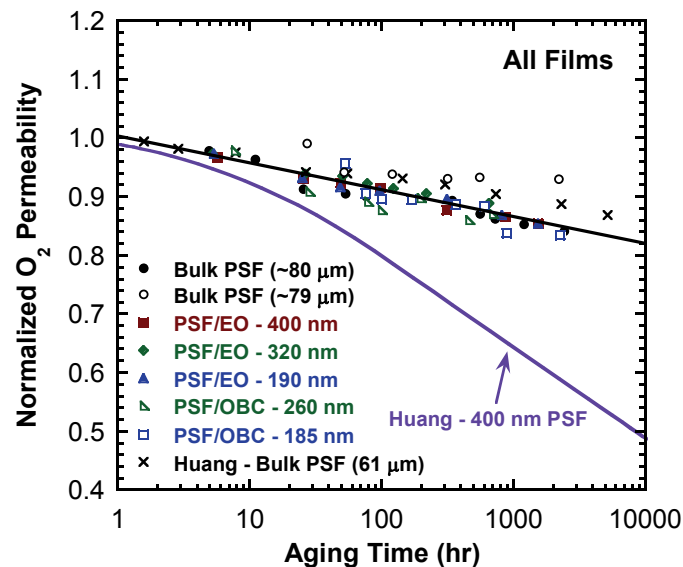 1.2
1.1
1.0
0.9
0.8
0.7
0.6
0.5
0.4
Normalized O2 Permeability
All Films
Bulk PSF (~80 μm)
Bulk PSF (~79 μm)
PSF/EO - 400 nm
PSF/EO - 320 nm
PSF/EO - 190 nm
PSF/OBC - 260 nm
PSF/OBC - 185 nm
Huang - Bulk PSF (61 μm)
Huang - 400 nm PSF
1 10 100 1000 10000
Aging Time (hr)